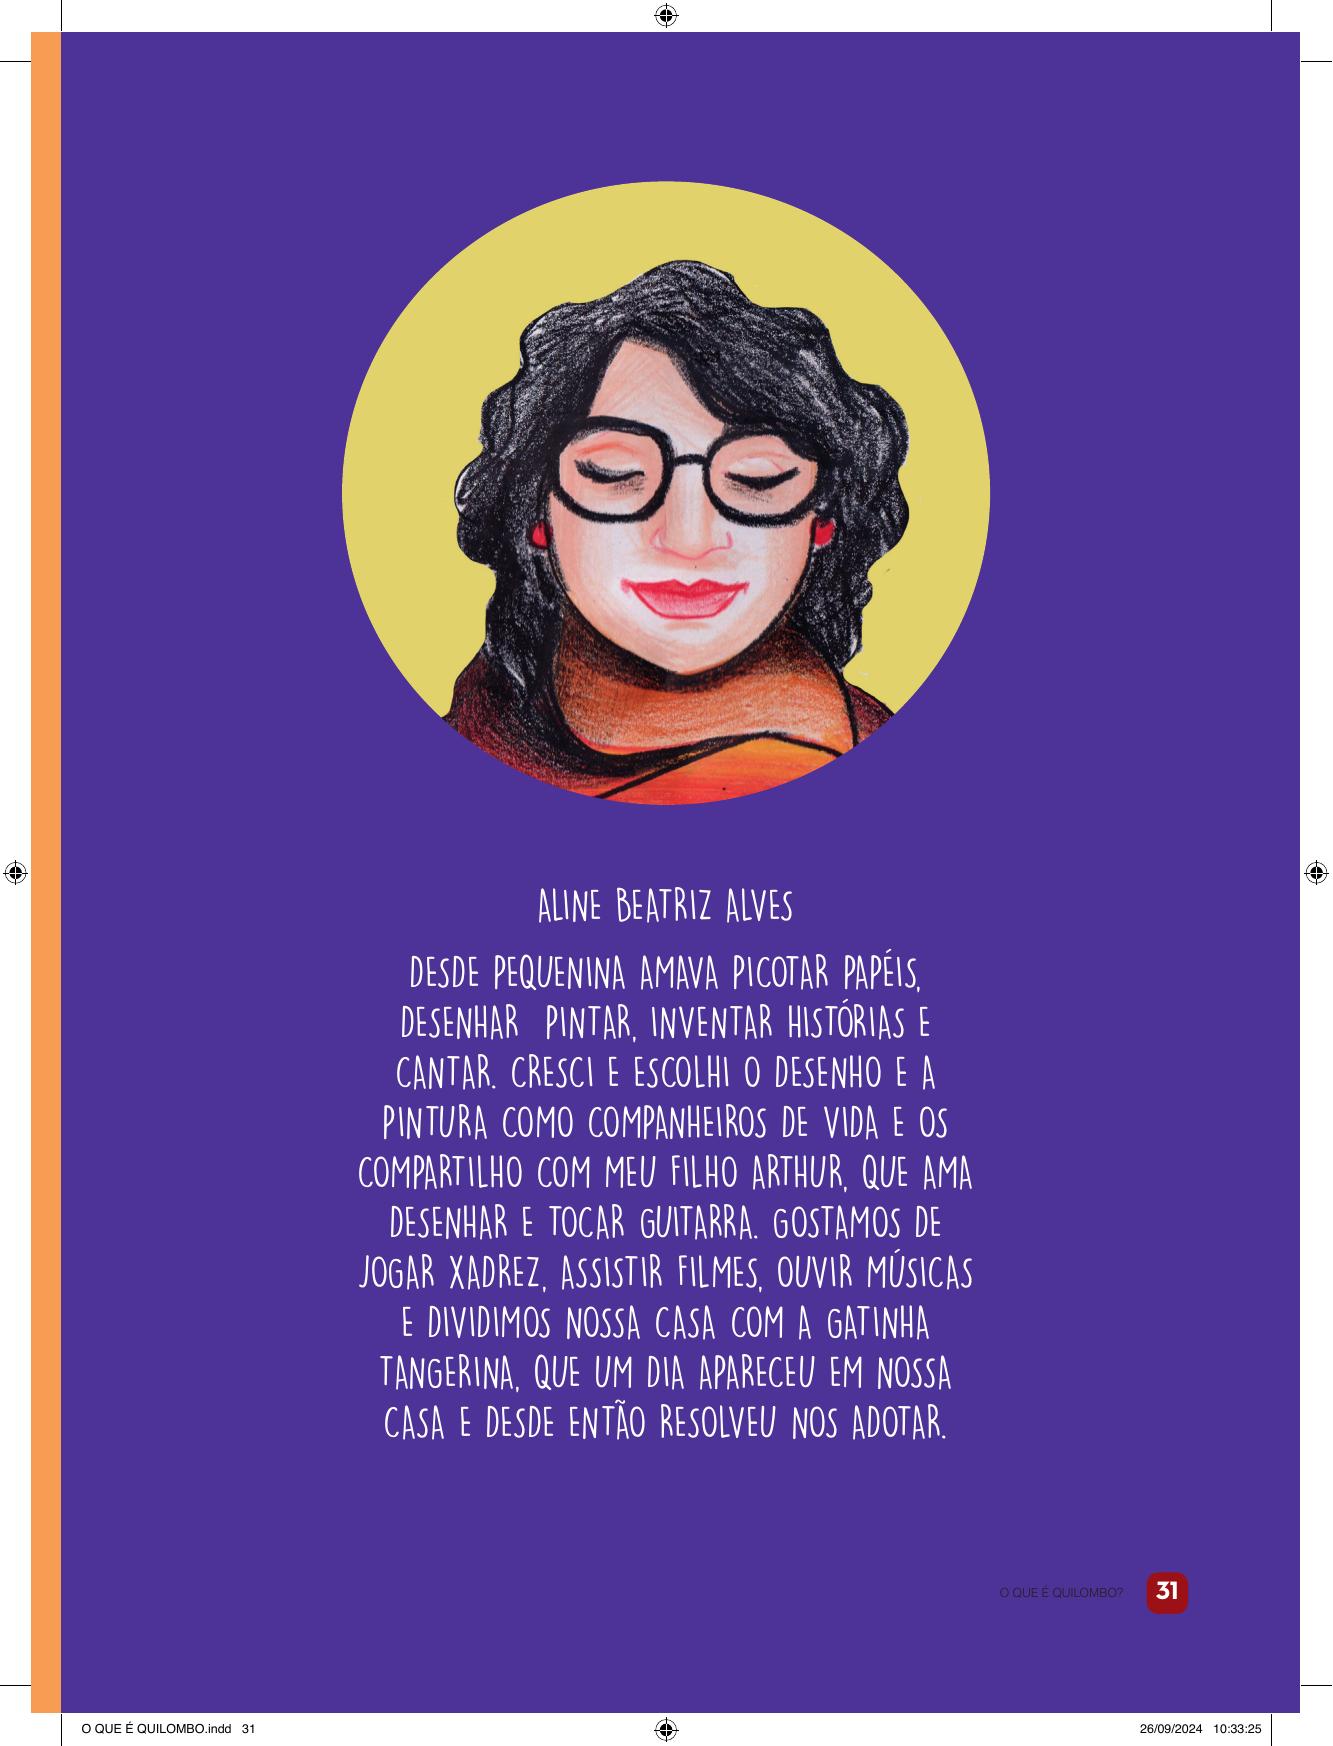 ALINE BEATRIZ ALVES
DESDE PEQUENINA AMAVA PICOTAR PAPÉIS,
DESENHAR  PINTAR, INVENTAR HISTÓRIAS E
CANTAR. CRESCI E ESCOLHI O DESENHO E A
PINTURA COMO COMPANHEIROS DE VIDA E OS
COMPARTILHO COM MEU FILHO ARTHUR, QUE AMA
DESENHAR E TOCAR GUITARRA. GOSTAMOS DE
JOGAR XADREZ, ASSISTIR FILMES, OUVIR MÚSICAS
E DIVIDIMOS NOSSA CASA COM A GATINHA
TANGERINA, QUE UM DIA APARECEU EM NOSSA
CASA E DESDE ENTÃO RESOLVEU NOS ADOTAR.
O QUE É QUILOMBO? 31
O QUE É QUILOMBO.indd   31 26/09/2024   10:33:25